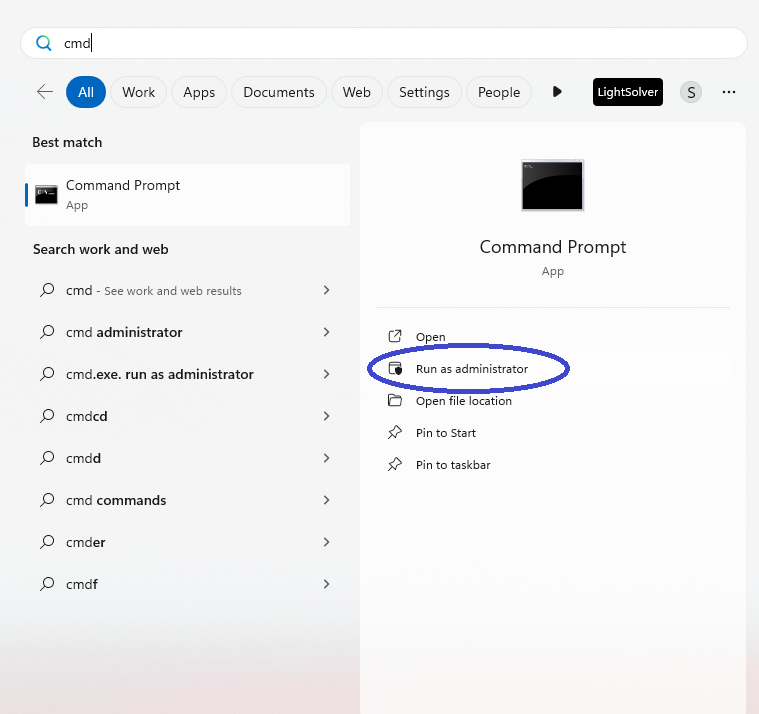 cmd
All Work Apps Documents Web Settings People LightSolver S
Best match
Command Prompt
App
Search work and web
cmd - See work and web results
cmd administrator
cmd.exe. run as administrator
cmdcd
cmdd
cmd commands
cmder
cmdf
Command Prompt
App
Open
Run as administrator
Open file location
Pin to Start
Pin to taskbar